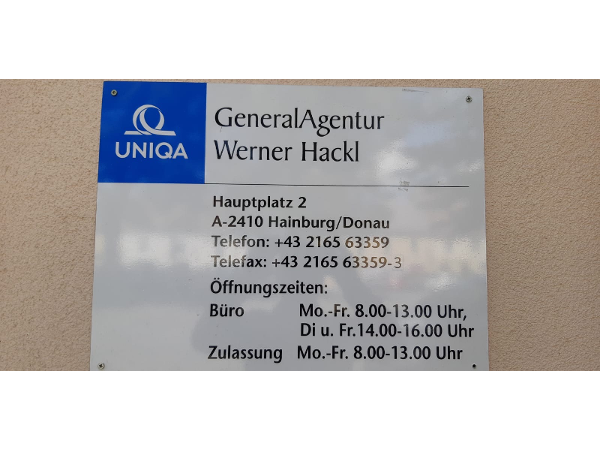 UNIQA
GeneralAgentur
Werner Hackl
Hauptplatz 2
A-2410 Hainburg/Donau
Telefon: +43 2165 63359
Telefax: +43 2165 63359-3
Öffnungszeiten:
Büro Mo.-Fr. 8.00-13.00 Uhr,
Di u. Fr.14.00-16.00 Uhr
Zulassung Mo.-Fr. 8.00-13.00 Uhr